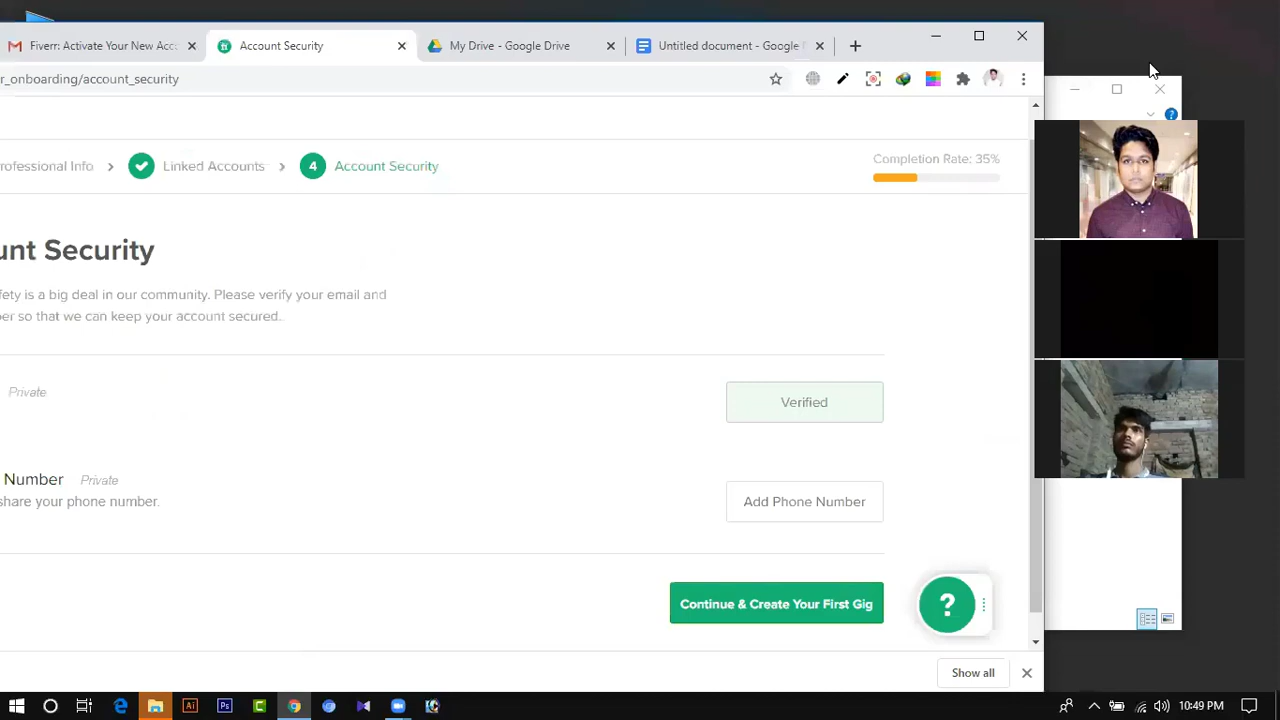 Fiverr: Activate Your New Acc
Account Security
My Drive - Google Drive
Untitled document - Google
r_onboarding/account_security
rofessional Info
Linked Accounts
4 Account Security
Completion Rate: 35%
unt Security
fety is a big deal in our community. Please verify your email and
er so that we can keep your account secured..
Private
Verified
Number Private
share your phone number.
Add Phone Number
Continue & Create Your First Gig
?
Show all
10:49 PM